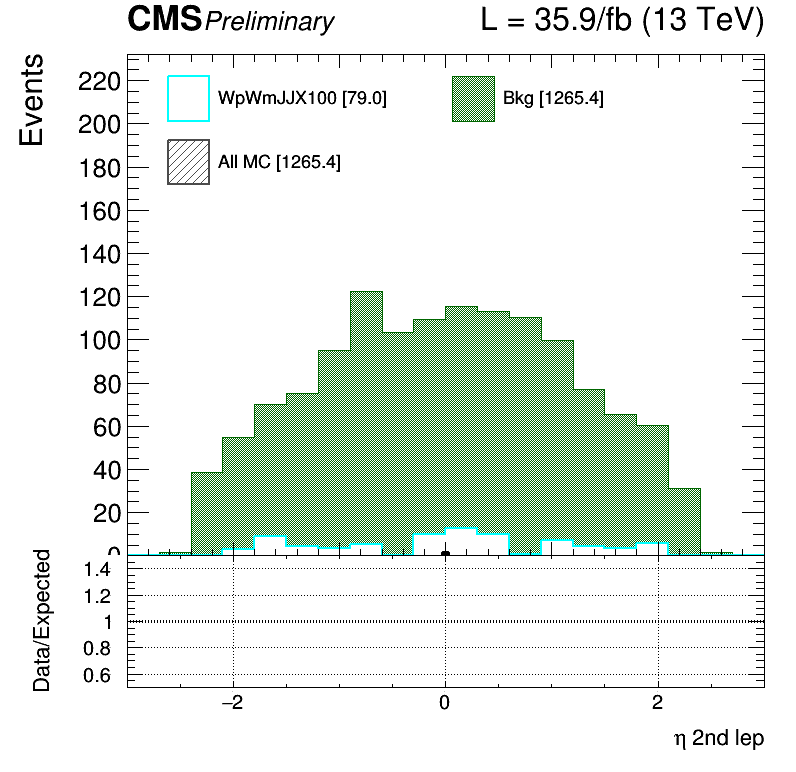 CMS Preliminary L = 35.9/fb (13 TeV)
Events
220
200
180
160
140
120
100
80
60
40
20
0
WpWmJJX100 [79.0] Bkg [1265.4]
All MC [1265.4]
Data/Expected
1.4
1.2
1
0.8
0.6
−2 0 2
η 2nd lep